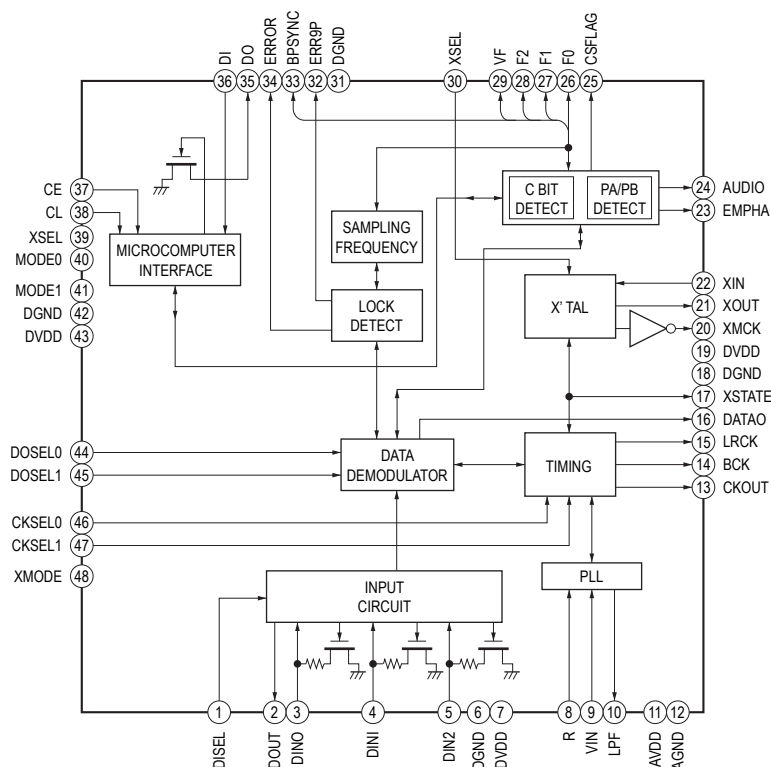 DI
DO
ERROR
BPSYNC
ERR9P
DGND
XSEL
VF
F2
F1
F0
CSFLAG
36
35
34
33
32
31
30
29
28
27
26
25
CE 37
CL 38
XSEL 39
MODE0 40
MODE1 41
DGND 42
DVDD 43
DOSEL0 44
DOSEL1 45
CKSEL0 46
CKSEL1 47
XMODE 48
MICROCOMPUTER
INTERFACE
SAMPLING
FREQUENCY
LOCK
DETECT
C BIT
DETECT
PA/PB
DETECT
X' TAL
DATA
DEMODULATOR
TIMING
INPUT
CIRCUIT
PLL
24 AUDIO
23 EMPHA
22 XIN
21 XOUT
20 XMCK
19 DVDD
18 DGND
17 XSTATE
16 DATAO
15 LRCK
14 BCK
13 CKOUT
1
2
3
4
5
6
7
8
9
10
11
12
DISEL
DOUT
DINO
DINI
DIN2
DGND
DVDD
R
VIN
LPF
AVDD
AGND